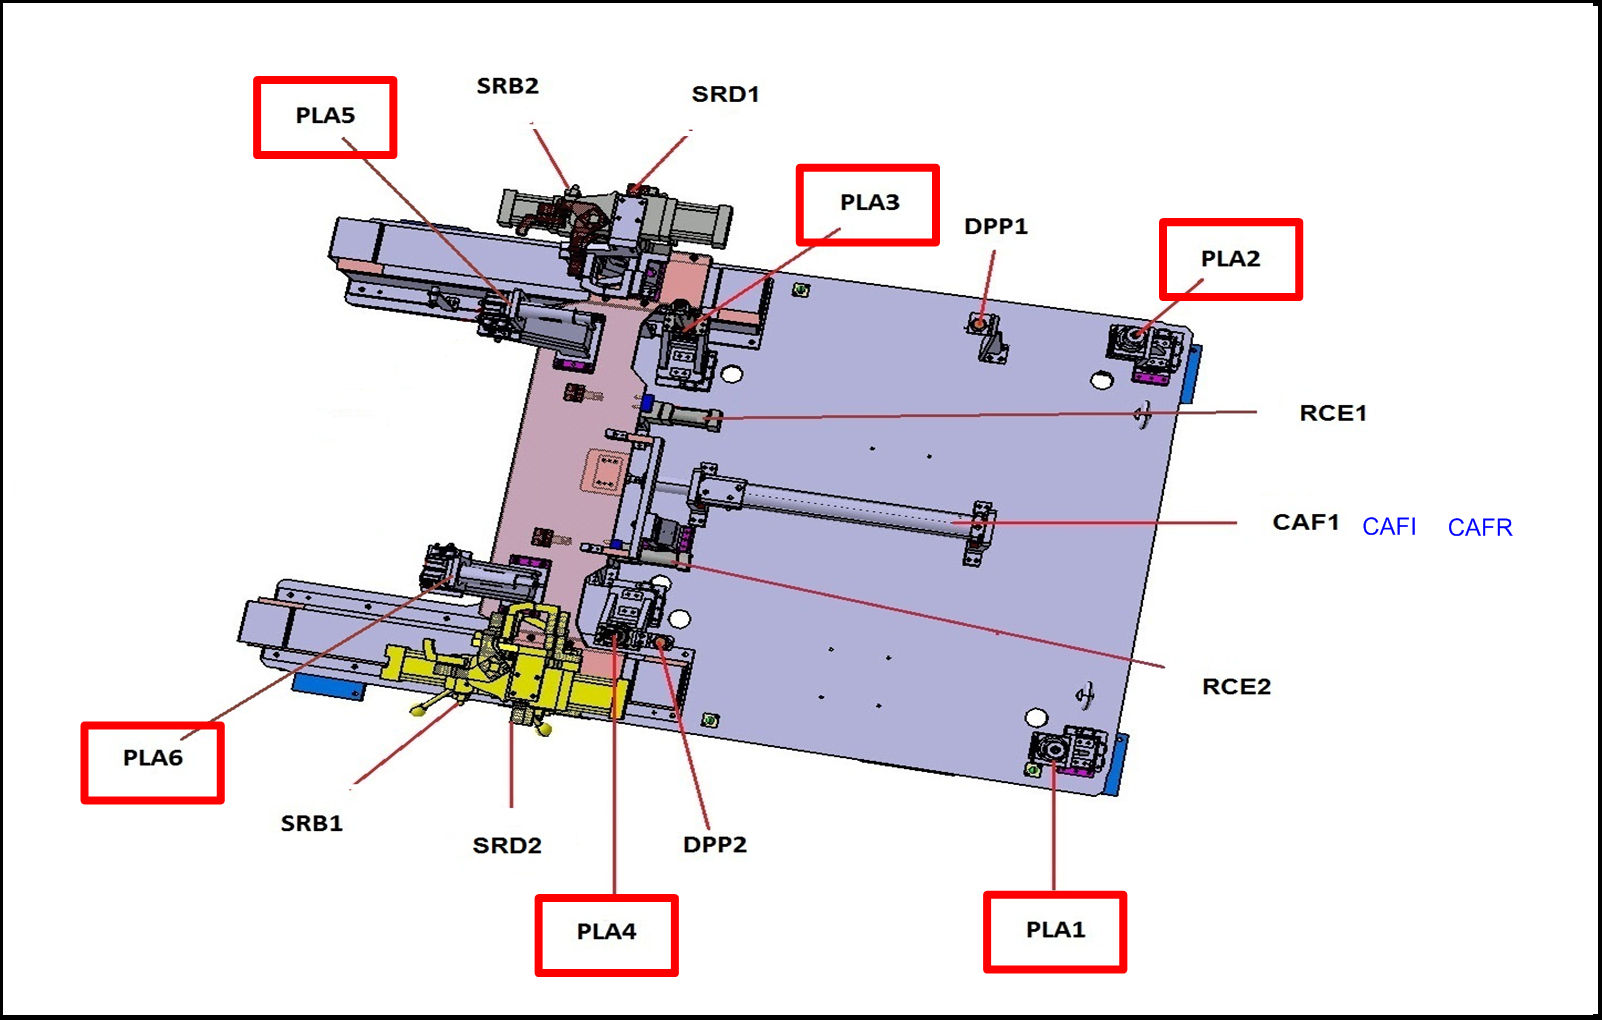 SRB2
SRD1
PLA5
PLA3
DPP1
PLA2
RCE1
CAF1 CAFI CAFR
RCE2
PLA6
SRB1
SRD2
DPP2
PLA4
PLA1